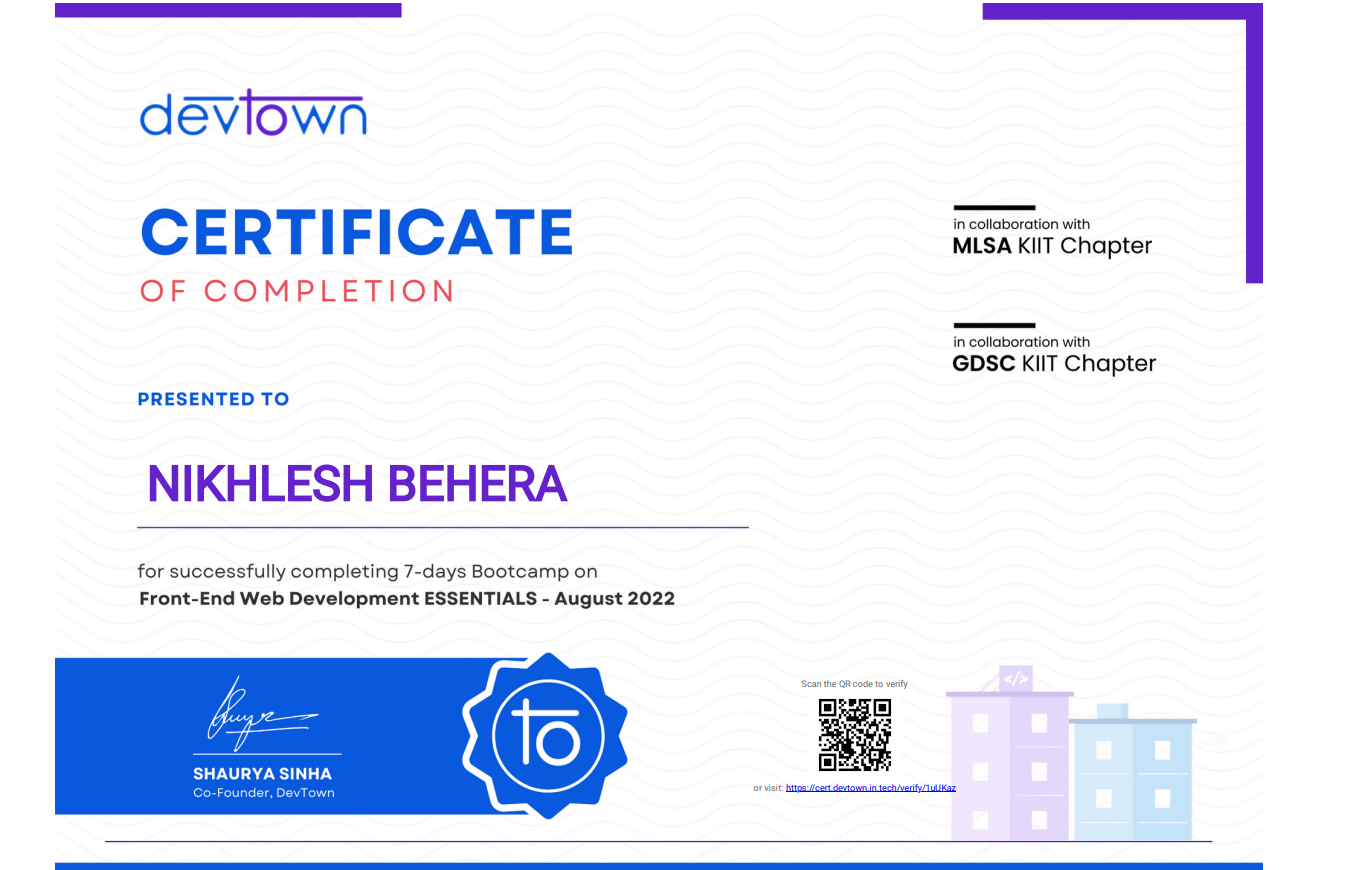 devtown
CERTIFICATE
OF COMPLETION
in collaboration with
MLSA KIIT Chapter
in collaboration with
GDSC KIIT Chapter
PRESENTED TO
NIKHLESH BEHERA
for successfully completing 7-days Bootcamp on
Front-End Web Development ESSENTIALS - August 2022
SHAURYA SINHA
Co-Founder, DevTown
to
Scan the QR code to verify
or visit: https://cert.devtown.in.tech/verify/1uUKaz
</>